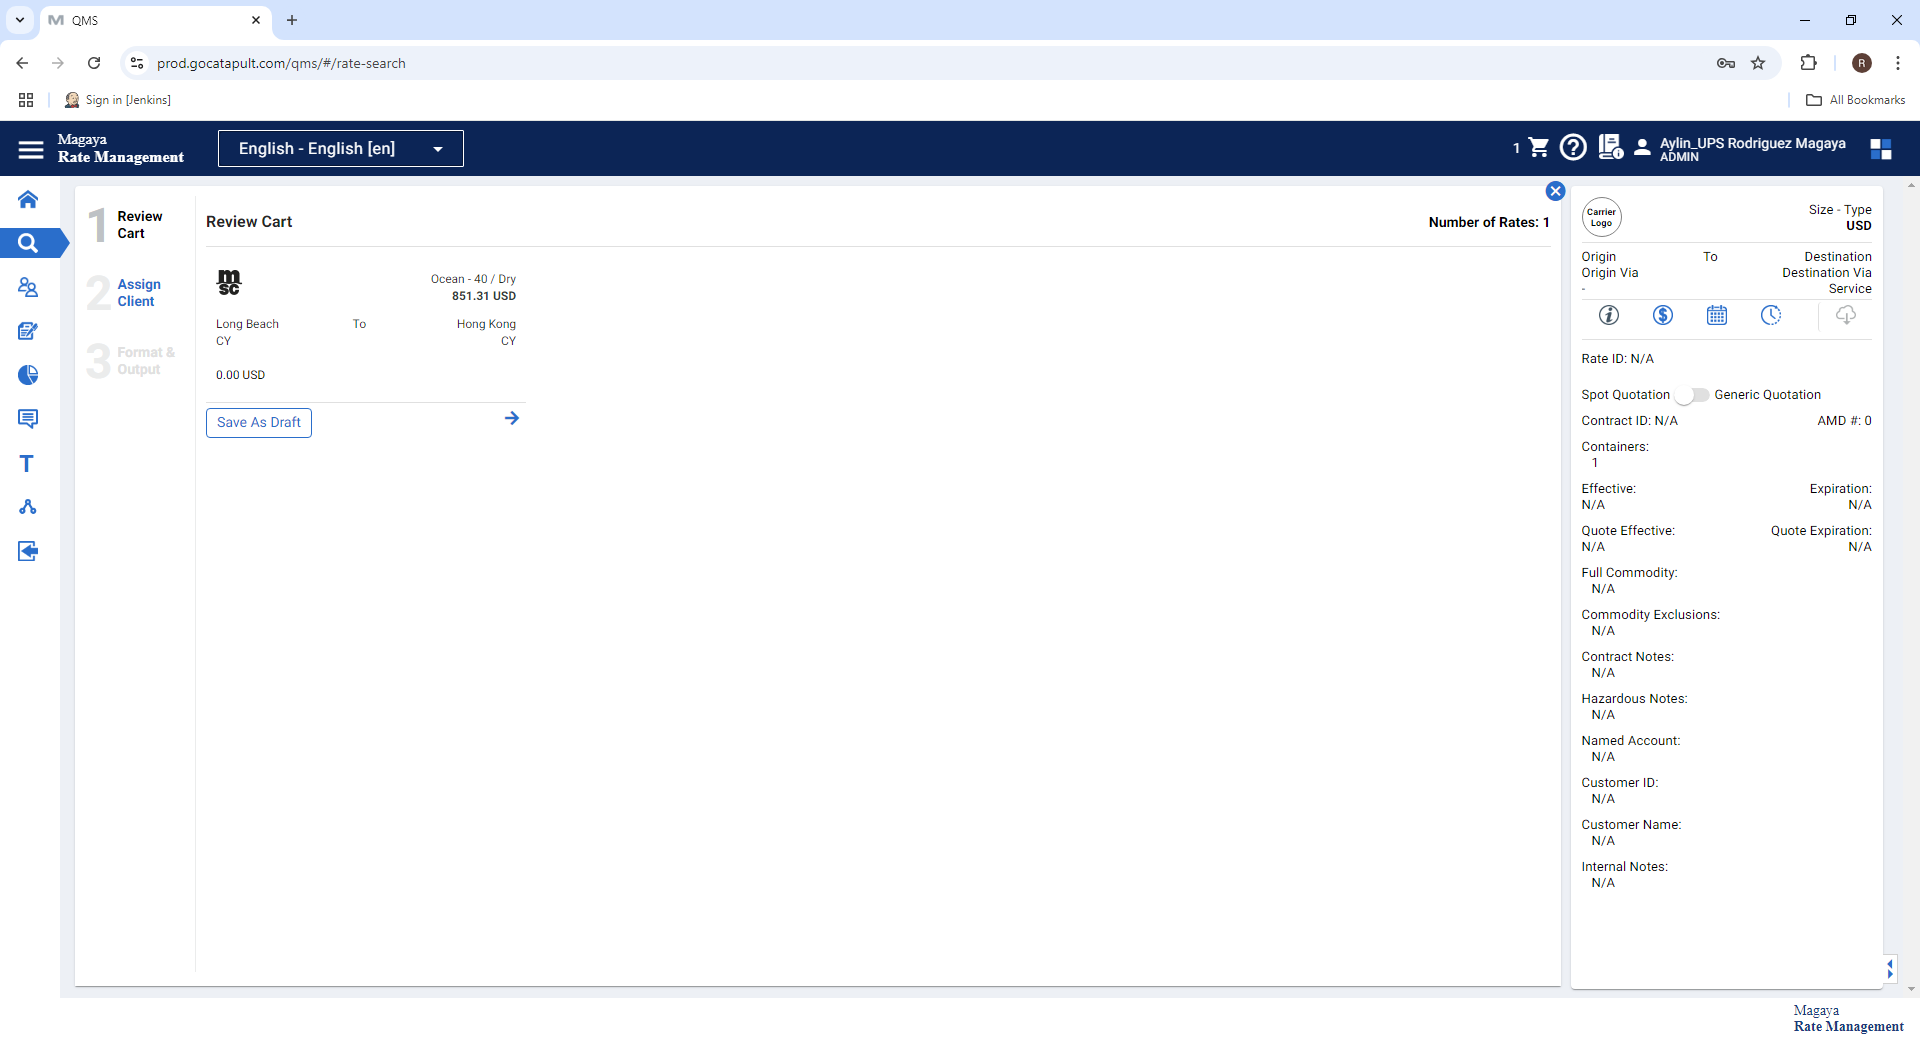 QMS
prod.gocatapult.com/qms/#/rate-search
R
Sign in [Jenkins]
All Bookmarks
Magaya
Rate Management
English - English [en]
1
Aylin_UPS Rodriguez Magaya
ADMIN
1 Review Cart
2 Assign Client
3 Format & Output
Review Cart
Number of Rates: 1
msc
Ocean - 40 / Dry
851.31 USD
Long Beach To Hong Kong
CY CY
0.00 USD
Save As Draft
Carrier Logo
Size - Type
USD
Origin To Destination
Origin Via Destination Via
- Service
Rate ID: N/A
Spot Quotation Generic Quotation
Contract ID: N/A AMD #: 0
Containers:
1
Effective: Expiration:
N/A N/A
Quote Effective: Quote Expiration:
N/A N/A
Full Commodity:
N/A
Commodity Exclusions:
N/A
Contract Notes:
N/A
Hazardous Notes:
N/A
Named Account:
N/A
Customer ID:
N/A
Customer Name:
N/A
Internal Notes:
N/A
Magaya
Rate Management